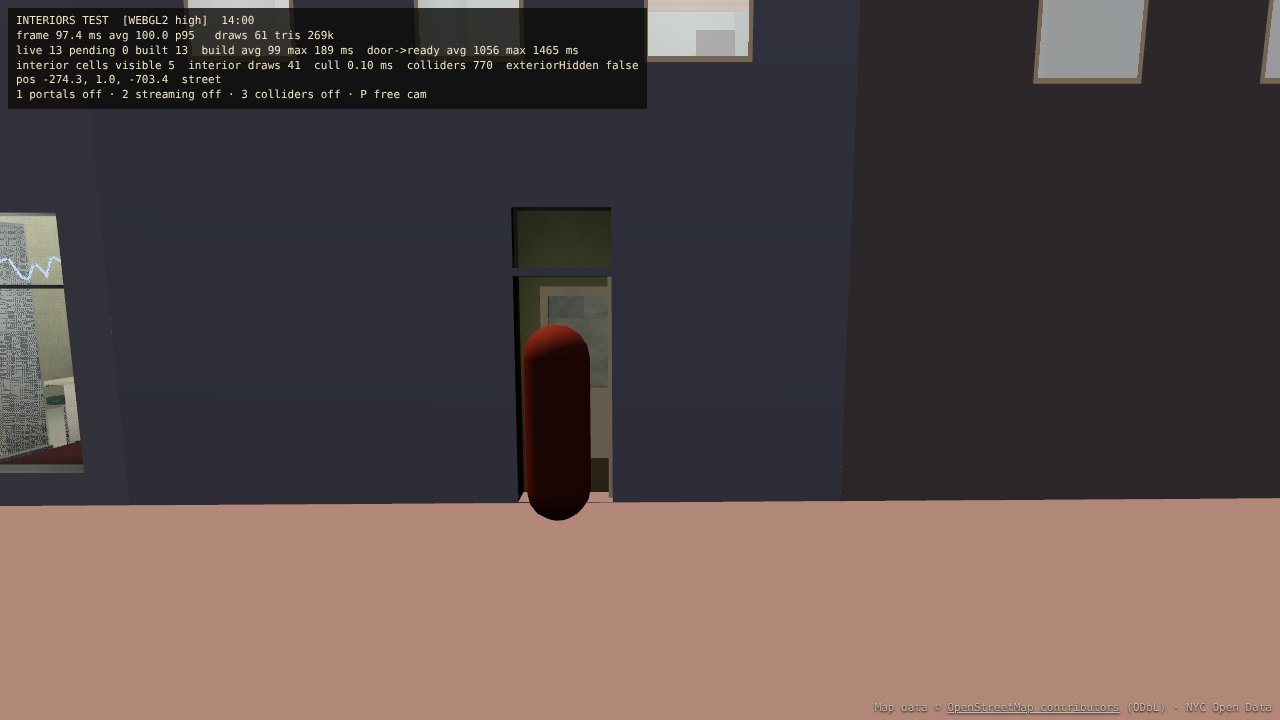 INTERIORS TEST  [WEBGL2 high]  14:00
frame 97.4 ms avg 100.0 p95   draws 61 tris 269k
live 13 pending 0 built 13  build avg 99 max 189 ms  door->ready avg 1056 max 1465 ms
interior cells visible 5  interior draws 41  cull 0.10 ms  colliders 770  exteriorHidden false
pos -274.3, 1.0, -703.4  street
1 portals off · 2 streaming off · 3 colliders off · P free cam
Map data © OpenStreetMap contributors (ODbL) · NYC Open Data